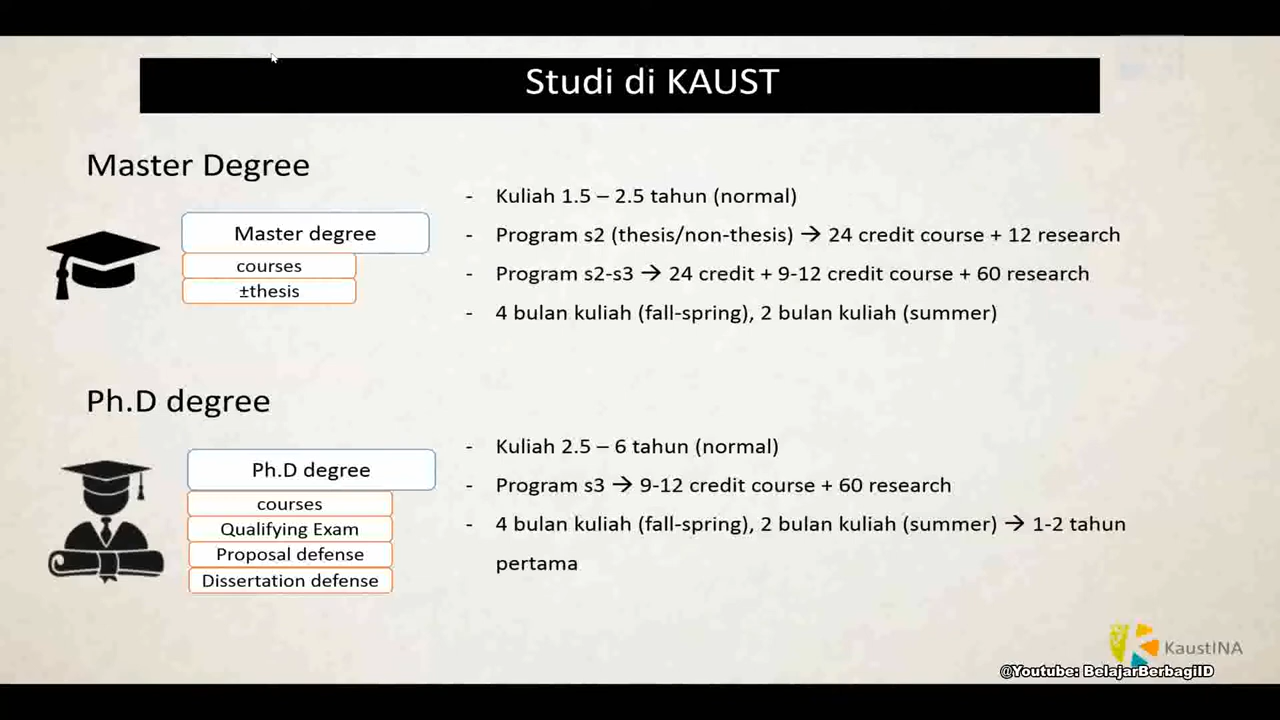 Studi di KAUST
Master Degree
Master degree
courses
±thesis
- Kuliah 1.5 – 2.5 tahun (normal)
- Program s2 (thesis/non-thesis) → 24 credit course + 12 research
- Program s2-s3 → 24 credit + 9-12 credit course + 60 research
- 4 bulan kuliah (fall-spring), 2 bulan kuliah (summer)
Ph.D degree
Ph.D degree
courses
Qualifying Exam
Proposal defense
Dissertation defense
- Kuliah 2.5 – 6 tahun (normal)
- Program s3 → 9-12 credit course + 60 research
- 4 bulan kuliah (fall-spring), 2 bulan kuliah (summer) → 1-2 tahun
pertama
KaustINA
@Youtube: BelajarBerbagiID